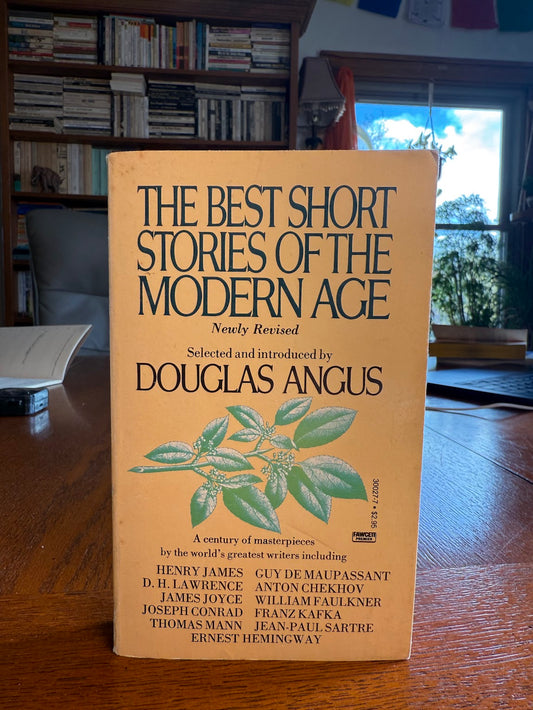 THE BEST SHORT
STORIES OF THE
MODERN AGE
Newly Revised
Selected and introduced by
DOUGLAS ANGUS
30027-7 • $2.95
FAWCETT
PREMIER
A century of masterpieces
by the world's greatest writers including
HENRY JAMES GUY DE MAUPASSANT
D. H. LAWRENCE ANTON CHEKHOV
JAMES JOYCE WILLIAM FAULKNER
JOSEPH CONRAD FRANZ KAFKA
THOMAS MANN JEAN-PAUL SARTRE
ERNEST HEMINGWAY